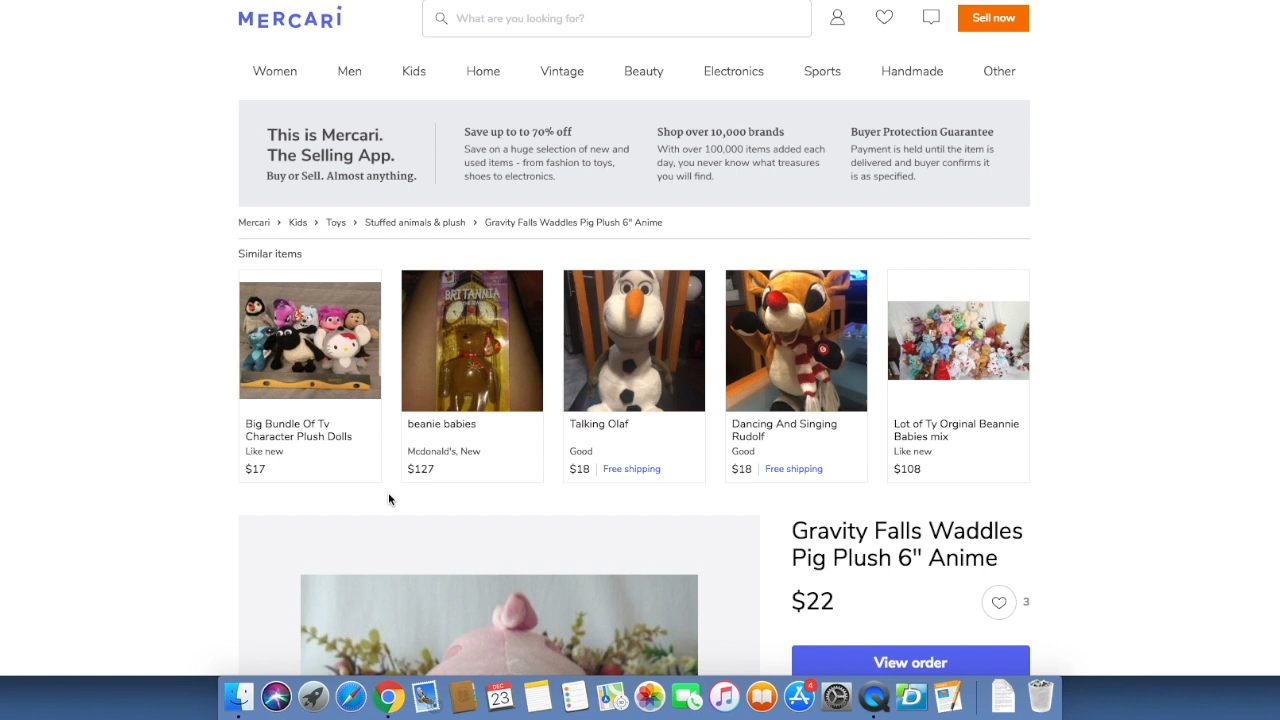 MERCARI
What are you looking for?
Sell now
Women Men Kids Home Vintage Beauty Electronics Sports Handmade Other
This is Mercari.
The Selling App.
Buy or Sell. Almost anything.
Save up to to 70% off
Save on a huge selection of new and
used items - from fashion to toys,
shoes to electronics.
Shop over 10,000 brands
With over 100,000 items added each
day, you never know what treasures
you will find.
Buyer Protection Guarantee
Payment is held until the item is
delivered and buyer confirms it
is as specified.
Mercari > Kids > Toys > Stuffed animals & plush > Gravity Falls Waddles Pig Plush 6" Anime
Similar items
BRITANNIA
Big Bundle Of Tv
Character Plush Dolls
Like new
$17
beanie babies
Mcdonald's, New
$127
Talking Olaf
Good
$18 | Free shipping
Dancing And Singing
Rudolf
Good
$18 | Free shipping
Lot of Ty Orginal Beannie
Babies mix
Like new
$108
Gravity Falls Waddles
Pig Plush 6" Anime
$22
3
View order
DEC
23
4